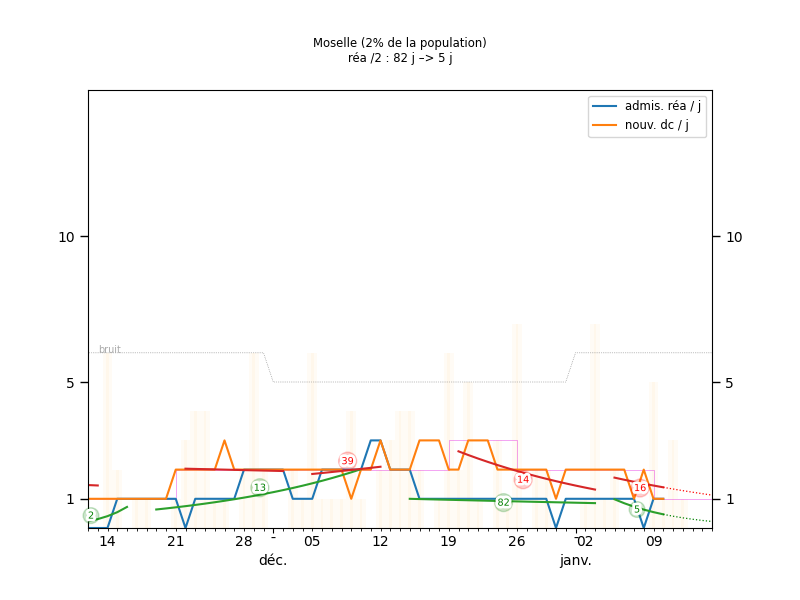 Moselle (2% de la population)
réa /2 : 82 j –> 5 j
admis. réa / j
nouv. dc / j
10 10
bruit
5 5
39
13 14 16
1 82 1
2 5
14 21 28 - 05 12 19 26 - 02 09
déc. janv.